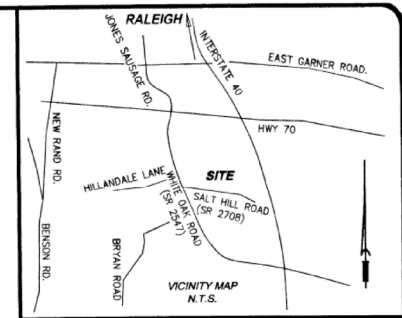 RALEIGH
JONES SAUSAGE RD.
INTERSTATE 40
EAST GARNER ROAD.
HWY 70
NEW RAND RD.
HILLANDALE LANE
WHITE OAK ROAD
(SR 2547)
SITE
SALT HILL ROAD
(SR 2708)
BENSON RD.
BRYAN ROAD
VICINITY MAP
N.T.S.